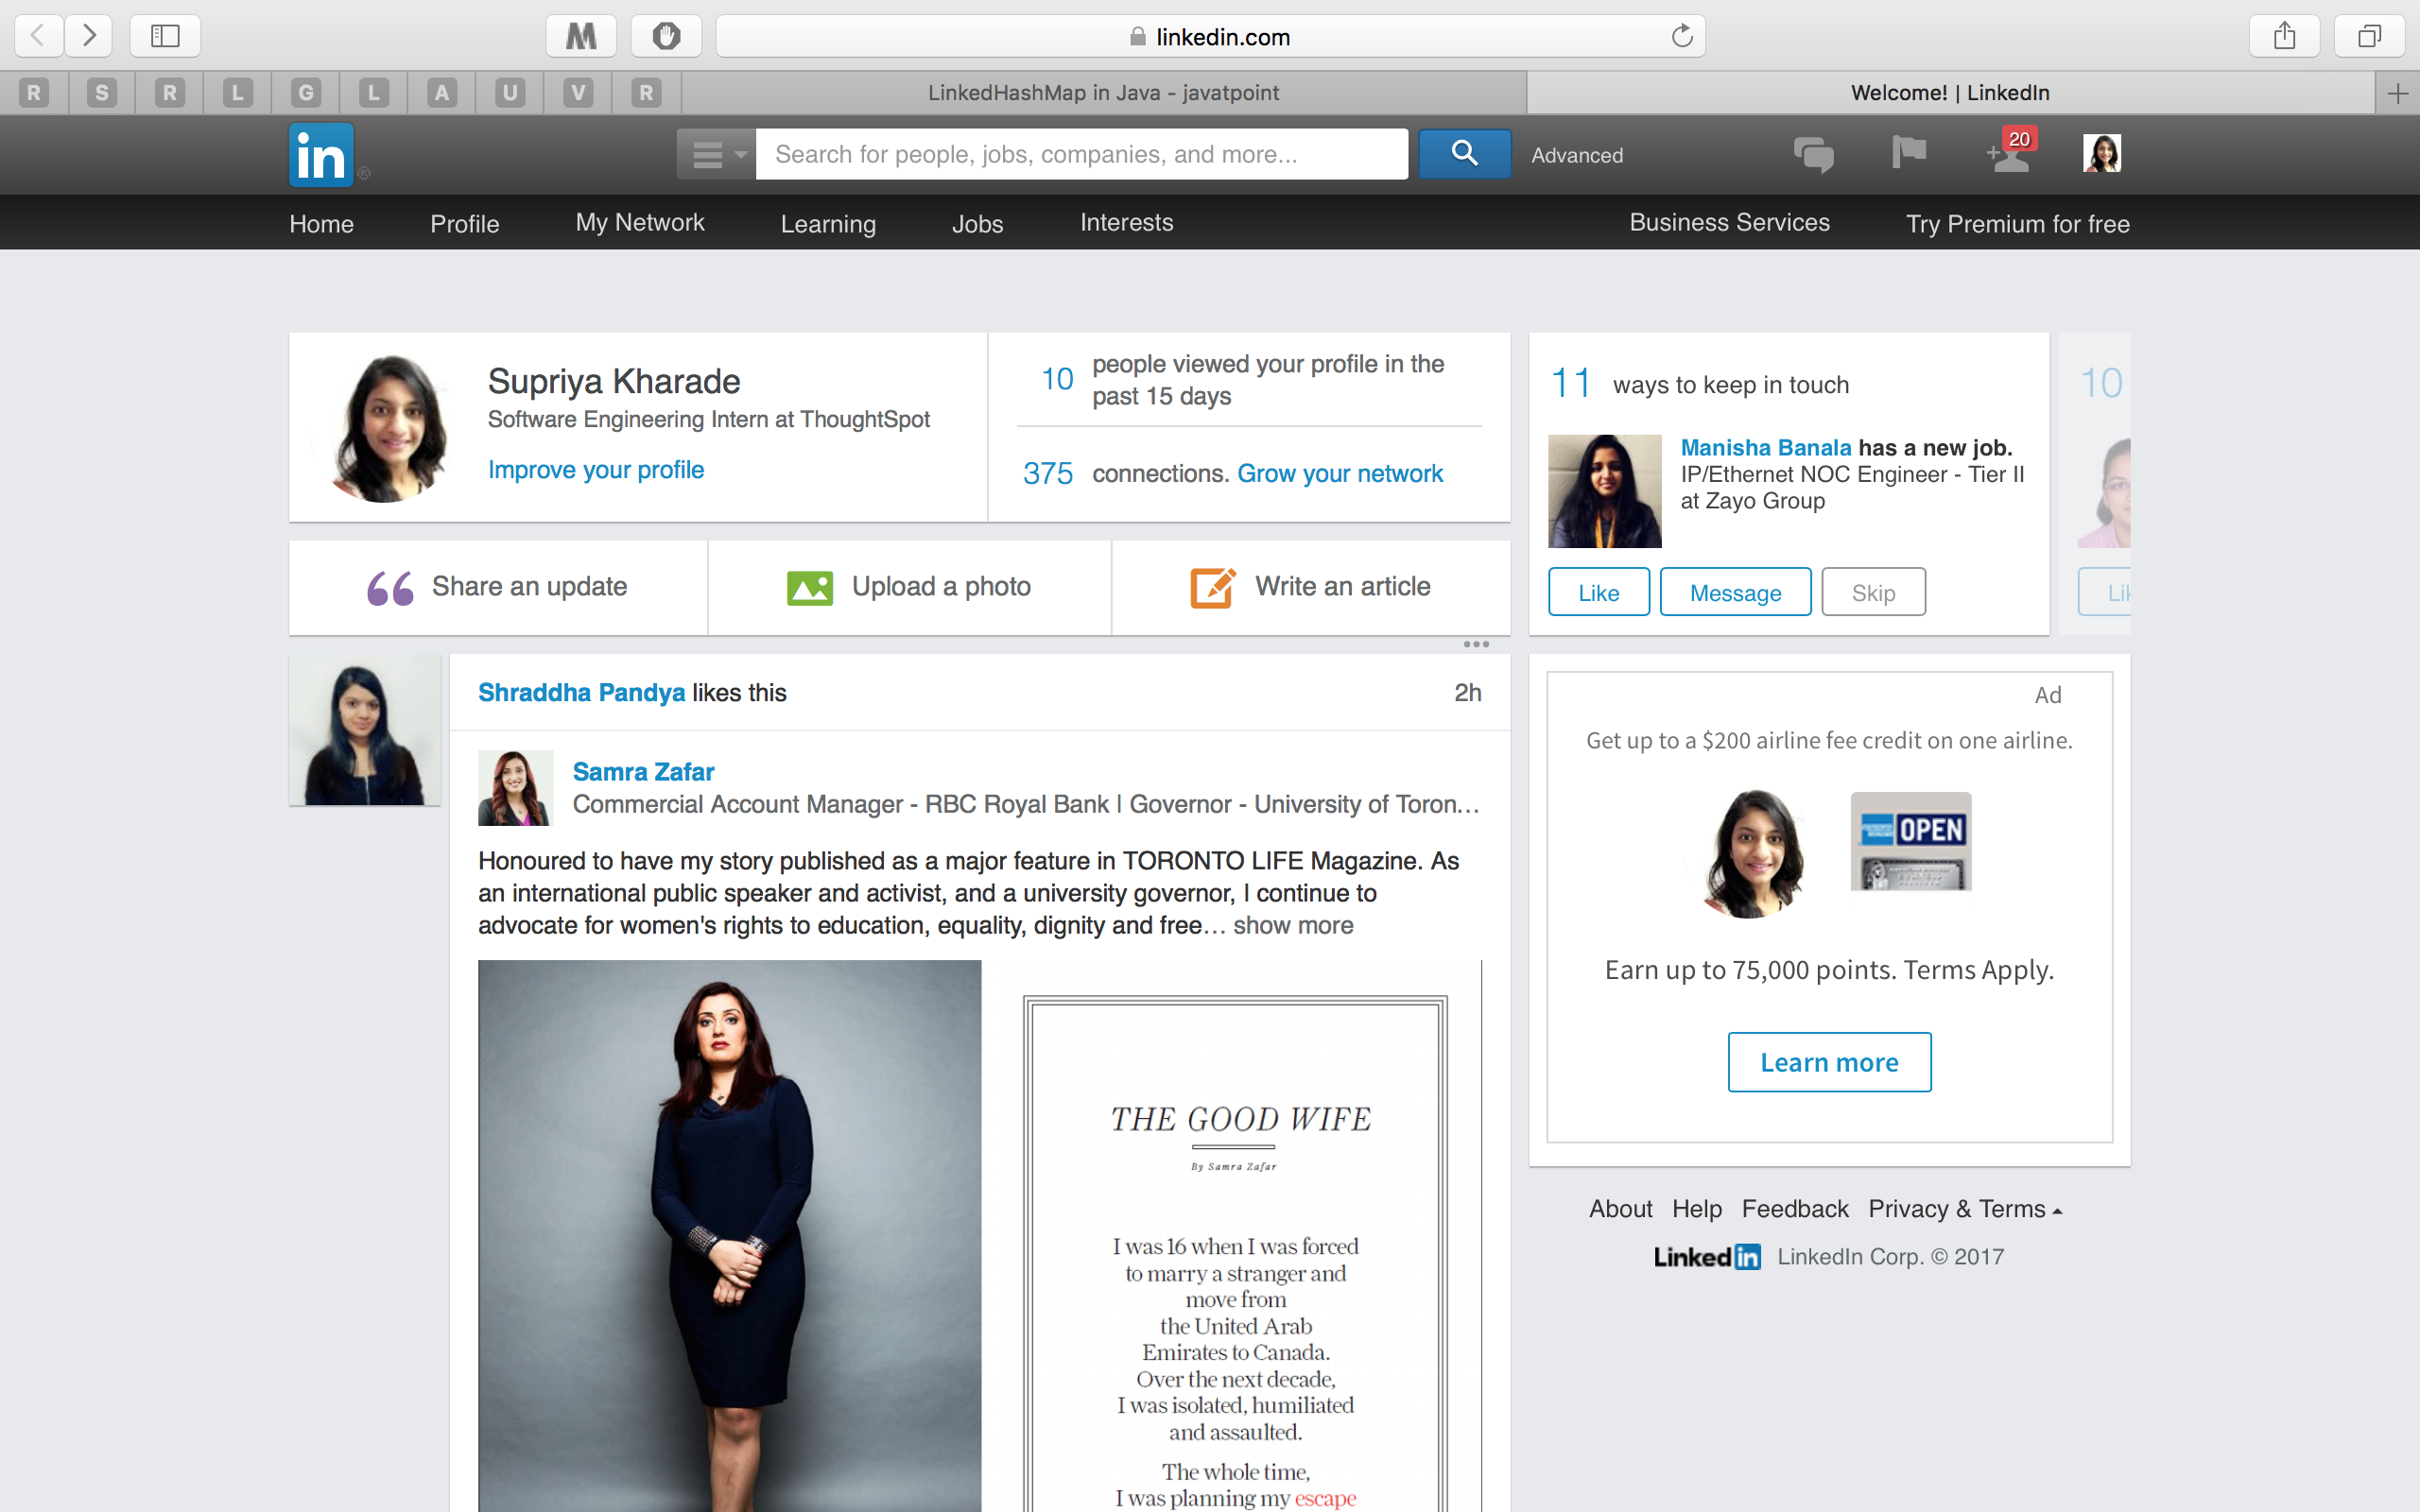 linkedin.com
R S R L G L A U V R
LinkedHashMap in Java - javatpoint
Welcome! | LinkedIn
in
Search for people, jobs, companies, and more...
Advanced
20
Home Profile My Network Learning Jobs Interests
Business Services Try Premium for free
Supriya Kharade
Software Engineering Intern at ThoughtSpot
Improve your profile
10 people viewed your profile in the
past 15 days
375 connections. Grow your network
11 ways to keep in touch
Manisha Banala has a new job.
IP/Ethernet NOC Engineer - Tier II
at Zayo Group
Like Message Skip
10
Lik
Share an update
Upload a photo
Write an article
Shraddha Pandya likes this
2h
Samra Zafar
Commercial Account Manager - RBC Royal Bank | Governor - University of Toron...
Honoured to have my story published as a major feature in TORONTO LIFE Magazine. As
an international public speaker and activist, and a university governor, I continue to
advocate for women's rights to education, equality, dignity and free... show more
THE GOOD WIFE
By Samra Zafar
I was 16 when I was forced
to marry a stranger and
move from
the United Arab
Emirates to Canada.
Over the next decade,
I was isolated, humiliated
and assaulted.
The whole time,
I was planning my escape
Ad
Get up to a $200 airline fee credit on one airline.
OPEN
Earn up to 75,000 points. Terms Apply.
Learn more
About Help Feedback Privacy & Terms
Linked in LinkedIn Corp. © 2017